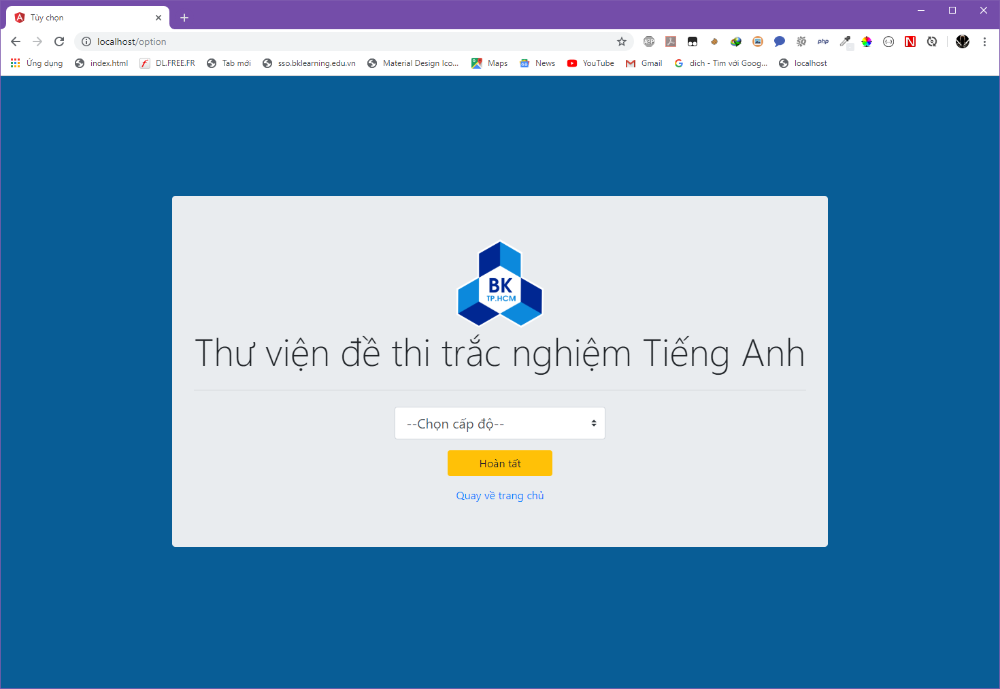 Tùy chọn
localhost/option
ABP
php
N
Ứng dụng
index.html
DL.FREE.FR
Tab mới
sso.bklearning.edu.vn
Material Design Ico...
Maps
News
YouTube
Gmail
dich - Tìm với Goog...
localhost
BK
TP.HCM
Thư viện đề thi trắc nghiệm Tiếng Anh
--Chọn cấp độ--
Hoàn tất
Quay về trang chủ